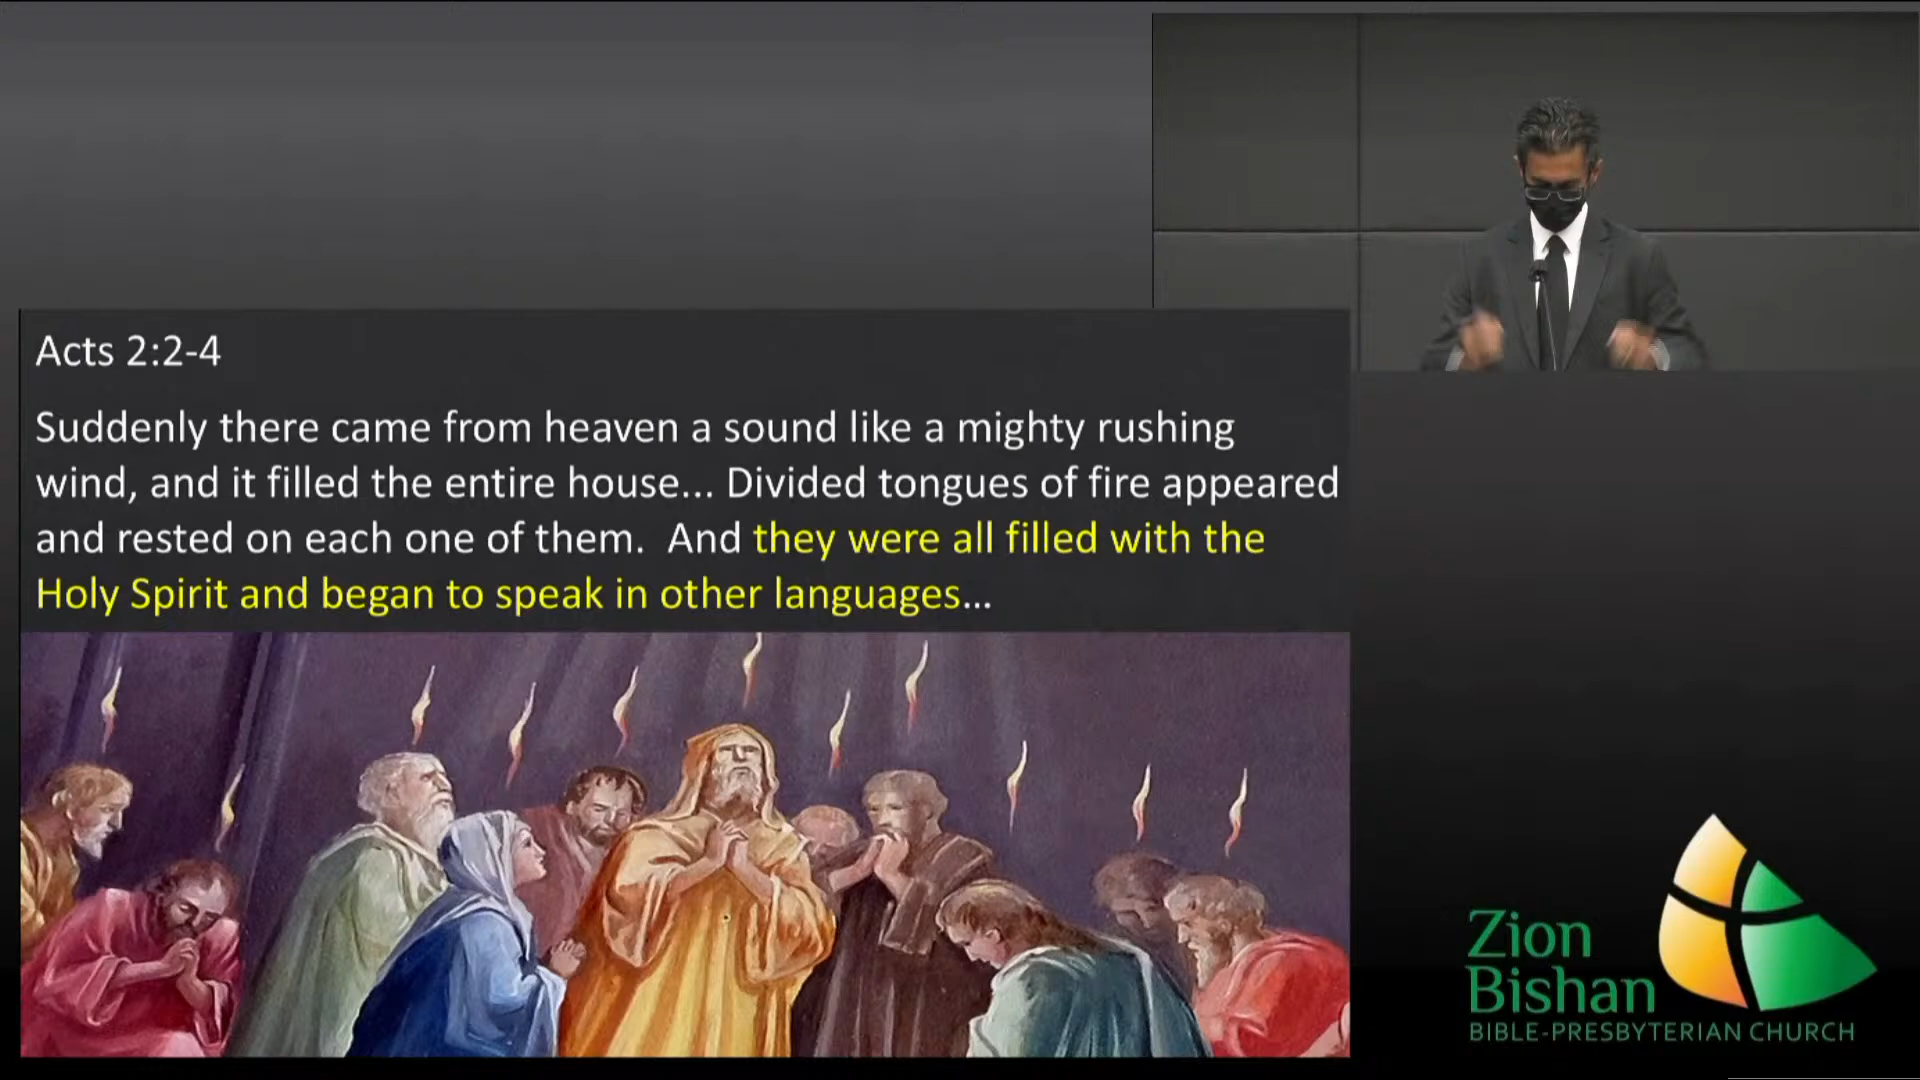 Acts 2:2-4
Suddenly there came from heaven a sound like a mighty rushing
wind, and it filled the entire house... Divided tongues of fire appeared
and rested on each one of them. And they were all filled with the
Holy Spirit and began to speak in other languages...
Zion
Bishan
BIBLE-PRESBYTERIAN CHURCH